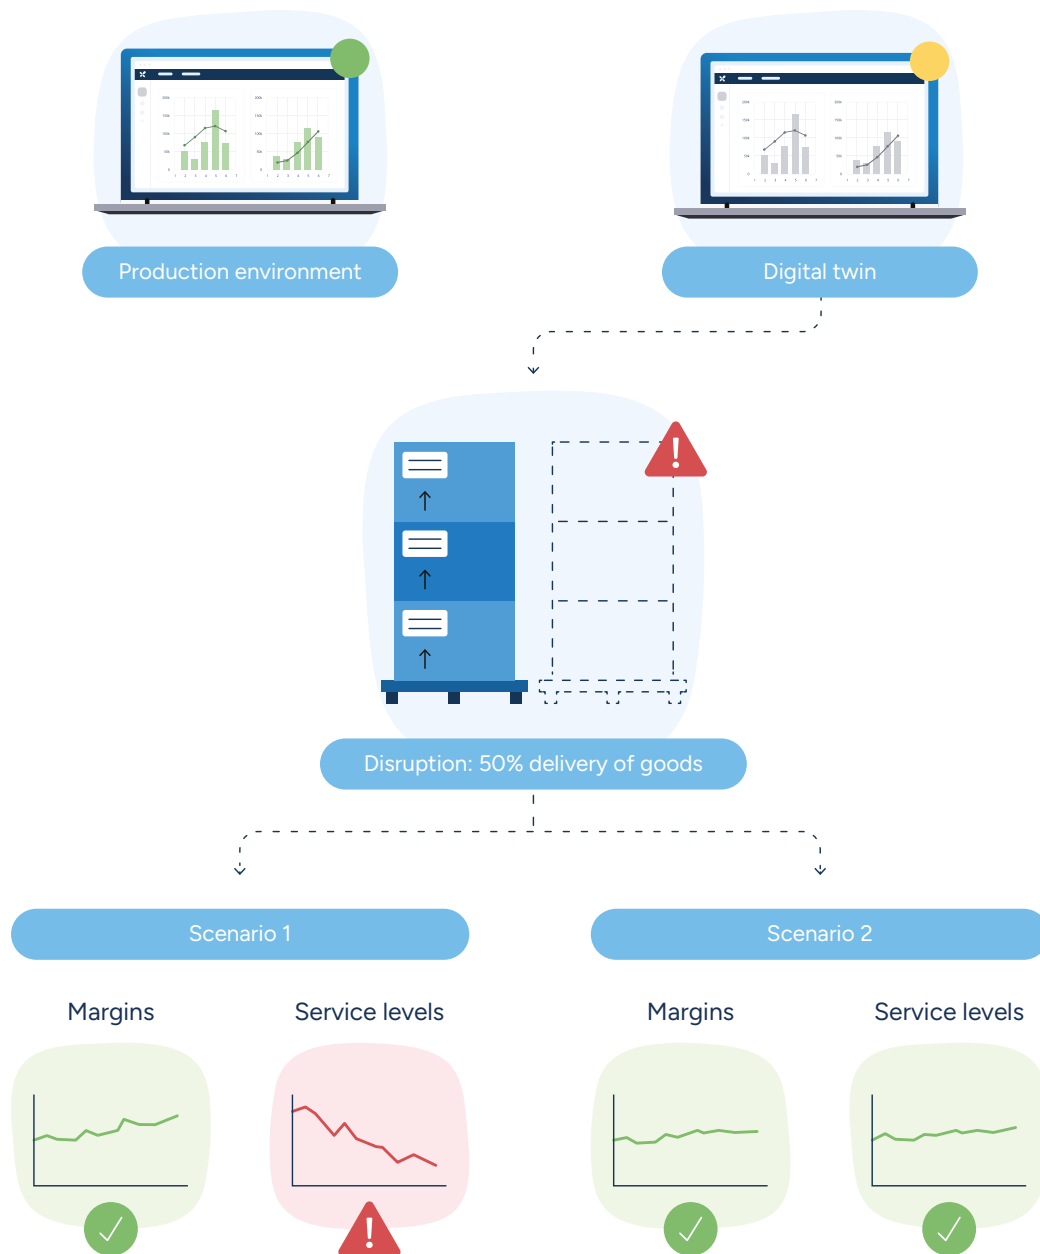 Production environment
Digital twin
Disruption: 50% delivery of goods
Scenario 1
Scenario 2
Margins
Service levels
Margins
Service levels